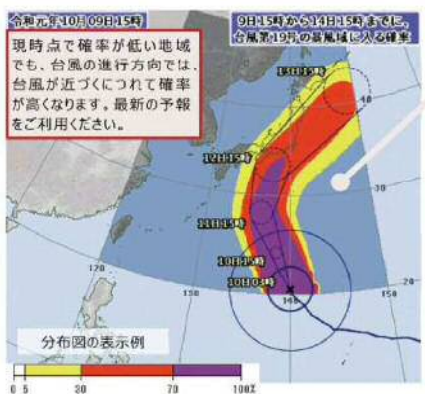 令和元年10月09日15時
9日15時から14日15時までに、
台風第19号の暴風域に入る確率
現時点で確率が低い地域
でも、台風の進行方向では、
台風が近づくにつれて確率
が高くなります。最新の予報
をご利用ください。
13日15時
40
12日15時
30
11日15時
10日15時
10日03時
120
130
140
150
20
分布図の表示例
0 5 30 70 100%